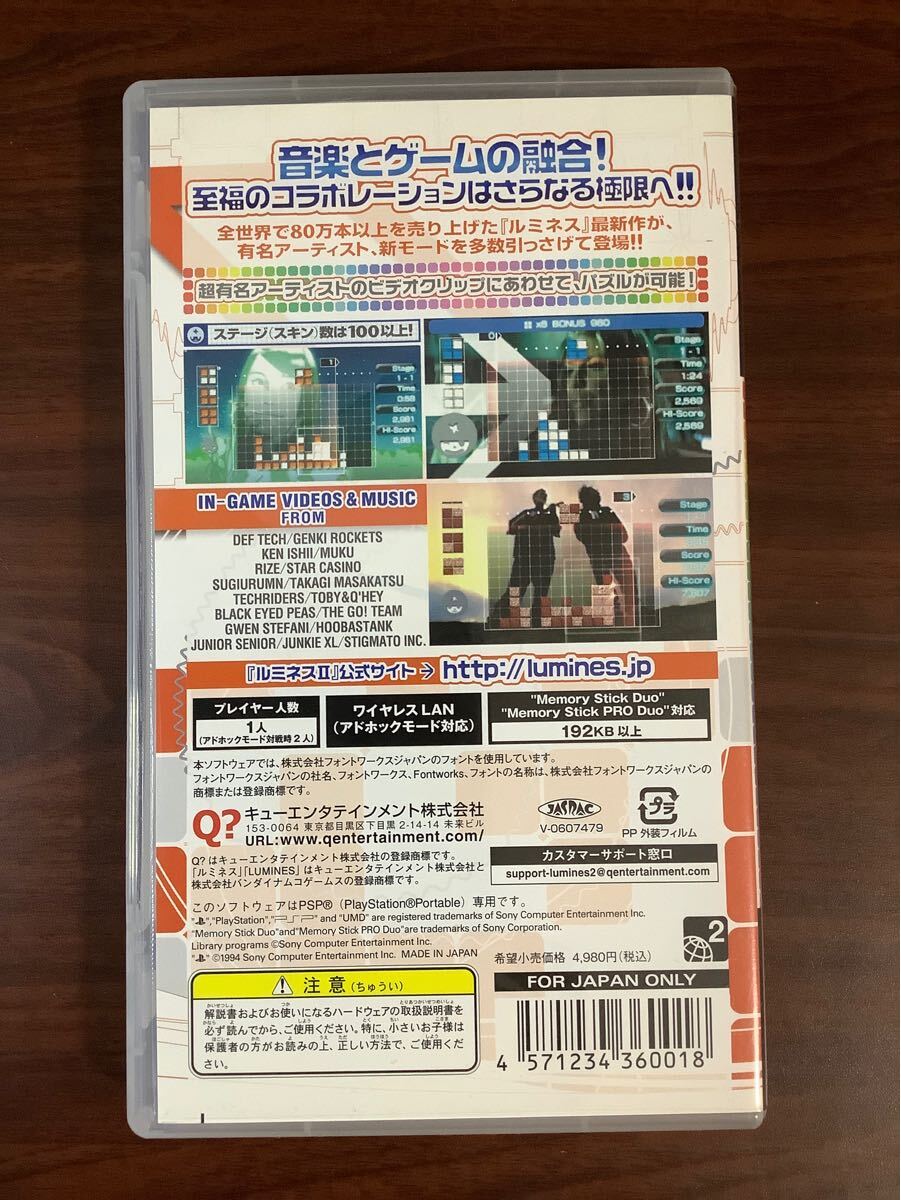 音楽とゲームの融合!
至福のコラボレーションはさらなる極限へ!!
全世界で80万本以上を売り上げた『ルミネス』最新作が、
有名アーティスト、新モードを多数引っさげて登場!!
超有名アーティストのビデオクリップにあわせて、パズルが可能!
ステージ(スキン)数は100以上!
1
Stage
1-1
Time
0:58
Score
2,981
HI-Score
2,981
x6 BONUS 960
0
Stage
1-1
Time
1:24
Score
2,569
HI-Score
2,569
IN-GAME VIDEOS & MUSIC
FROM
DEF TECH/GENKI ROCKETS
KEN ISHII/MUKU
RIZE/STAR CASINO
SUGIURUMN/TAKAGI MASAKATSU
TECHRIDERS/TOBY&Q'HEY
BLACK EYED PEAS/THE GO! TEAM
GWEN STEFANI/HOOBASTANK
JUNIOR SENIOR/JUNKIE XL/STIGMATO INC.
3
Stage
Time
Score
HI-Score
『ルミネスⅡ』公式サイト→ http://lumines.jp
プレイヤー人数
1人
(アドホックモード対戦時2人)
ワイヤレスLAN
(アドホックモード対応)
"Memory Stick Duo"
"Memory Stick PRO Duo"対応
192KB 以上
本ソフトウェアでは、株式会社フォントワークスジャパンのフォントを使用しています。
フォントワークスジャパンの社名、フォントワークス、Fontworks、フォントの名称は、株式会社フォントワークスジャパンの
商標または登録商標です。
Q? キューエンタテインメント株式会社
153-0064 東京都目黒区下目黒 2-14-14 未来ビル
URL:www.qentertainment.com/
JASRAC
V-0607479
プラ
PP 外装フィルム
Q? はキューエンタテインメント株式会社の登録商標です。
「ルミネス」「LUMINES」はキューエンタテインメント株式会社と
株式会社バンダイナムコゲームスの登録商標です。
カスタマーサポート窓口
support-lumines2@qentertainment.com
このソフトウェアはPSP®(PlayStation®Portable)専用です。
"","PlayStation","PSP" and "UMD" are registered trademarks of Sony Computer Entertainment Inc.
"Memory Stick Duo"and"Memory Stick PRO Duo"are trademarks of Sony Corporation.
Library programs ©Sony Computer Entertainment Inc.
"" ©1994 Sony Computer Entertainment Inc. MADE IN JAPAN
希望小売価格 4,980円(税込)
2
FOR JAPAN ONLY
注意(ちゅうい)
解説書およびお使いになるハードウェアの取扱説明書を
必ず読んでから、ご使用ください。特に、小さいお子様は
保護者の方がお読みの上、正しい方法で、ご使用くだ
さい。
4 571234 360018